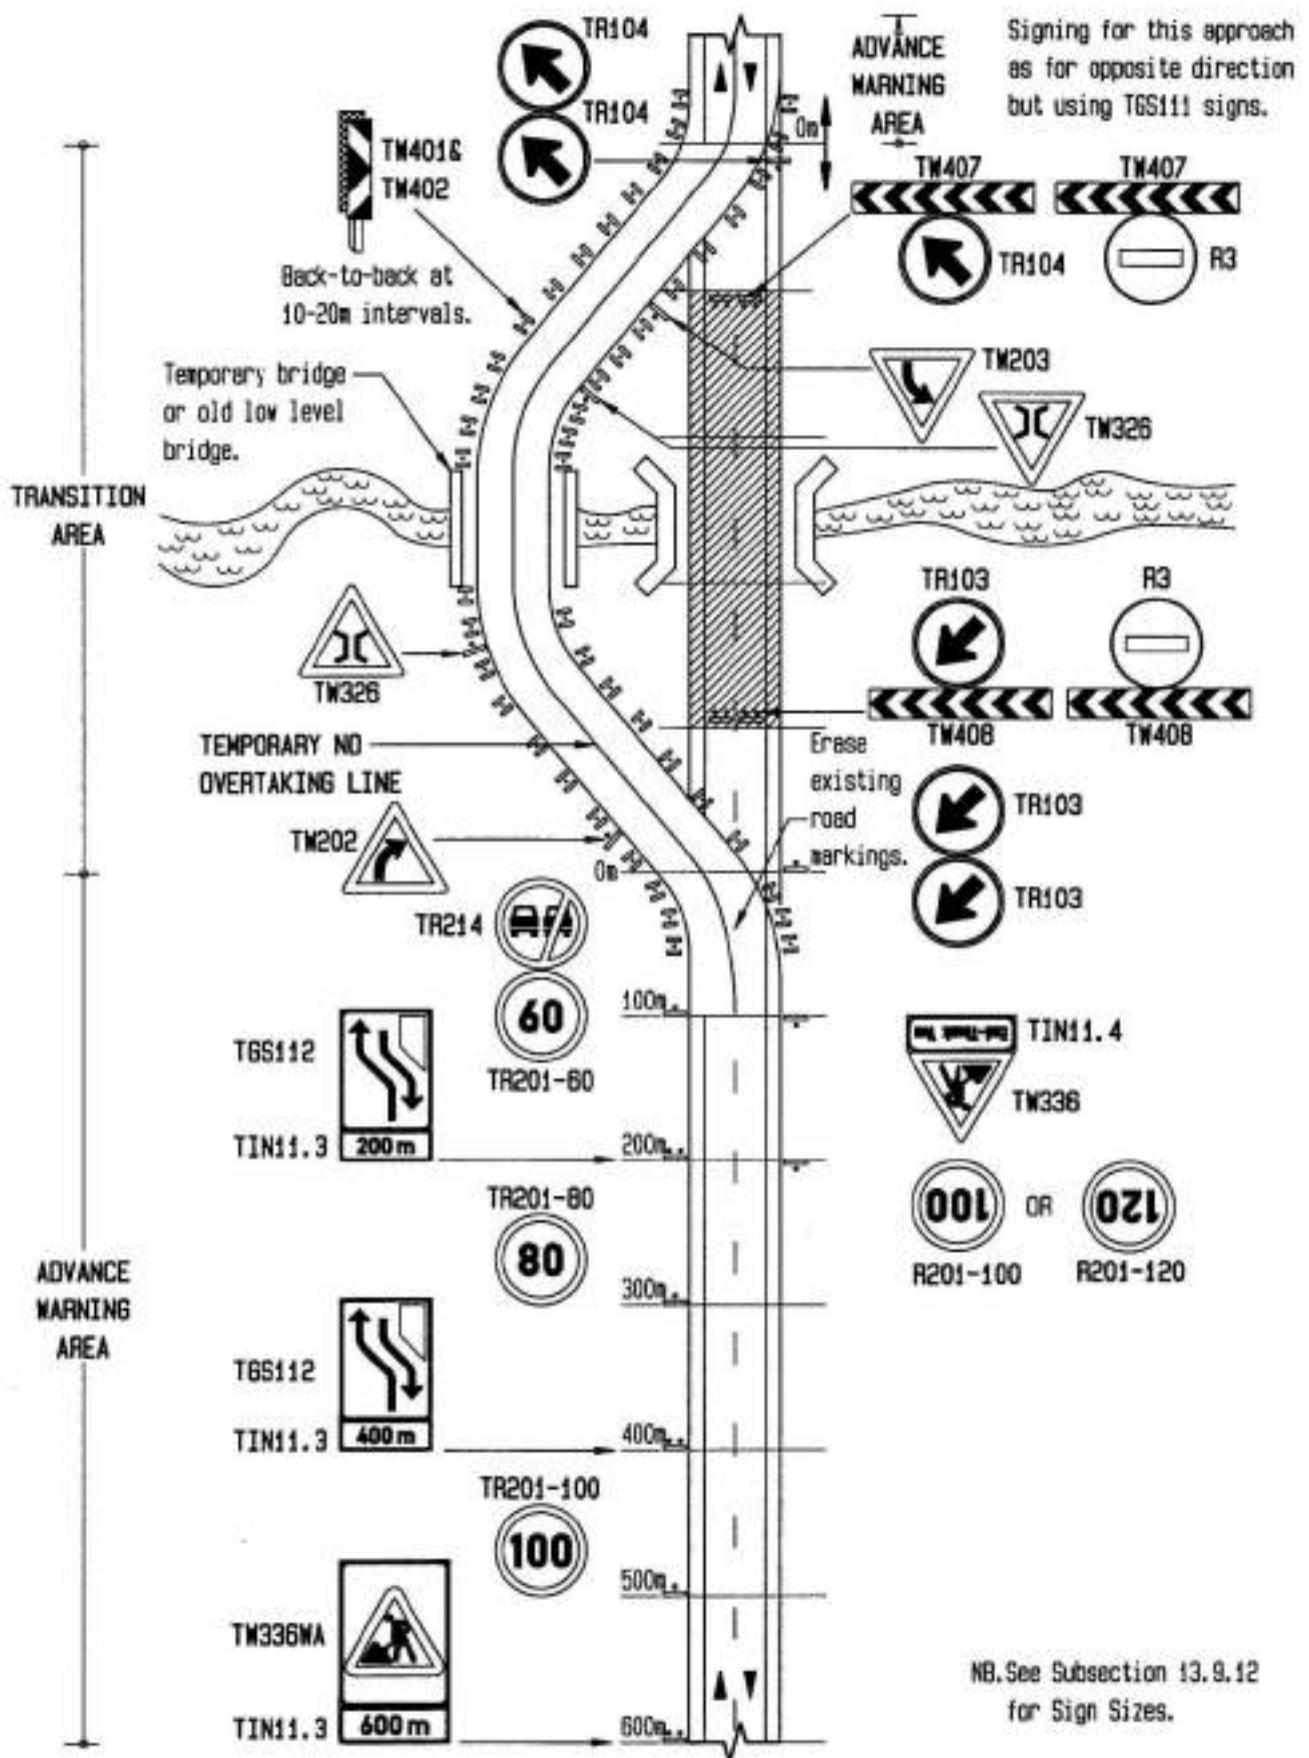 TR104
TR104
ADVANCE
WARNING
AREA
Signing for this approach
as for opposite direction
but using TGS111 signs.
0m
TW401&
TW402
TW407
TW407
TR104
R3
Back-to-back at
10-20m intervals.
TW203
TW326
Temporary bridge
or old low level
bridge.
TRANSITION
AREA
TR103
R3
TW326
TW408
TW408
TEMPORARY NO
OVERTAKING LINE
Erase
existing
road
markings.
TR103
TR103
TW202
0m
TR214
60
TR201-60
100m
TIN11.4
TW336
TGS112
TIN11.3
200m
200m
TR201-80
80
100
OR
120
R201-100
R201-120
ADVANCE
WARNING
AREA
300m
TGS112
TIN11.3
400m
400m
TR201-100
100
500m
TW336WA
TIN11.3
600m
600m
NB.See Subsection 13.9.12
for Sign Sizes.